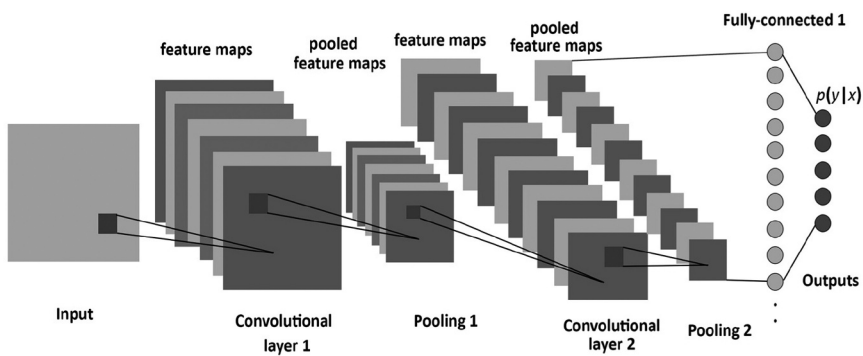 feature maps
pooled
feature maps
feature maps
pooled
feature maps
Fully-connected 1
p(y|x)
Input
Convolutional
layer 1
Pooling 1
Convolutional
layer 2
Pooling 2
Outputs